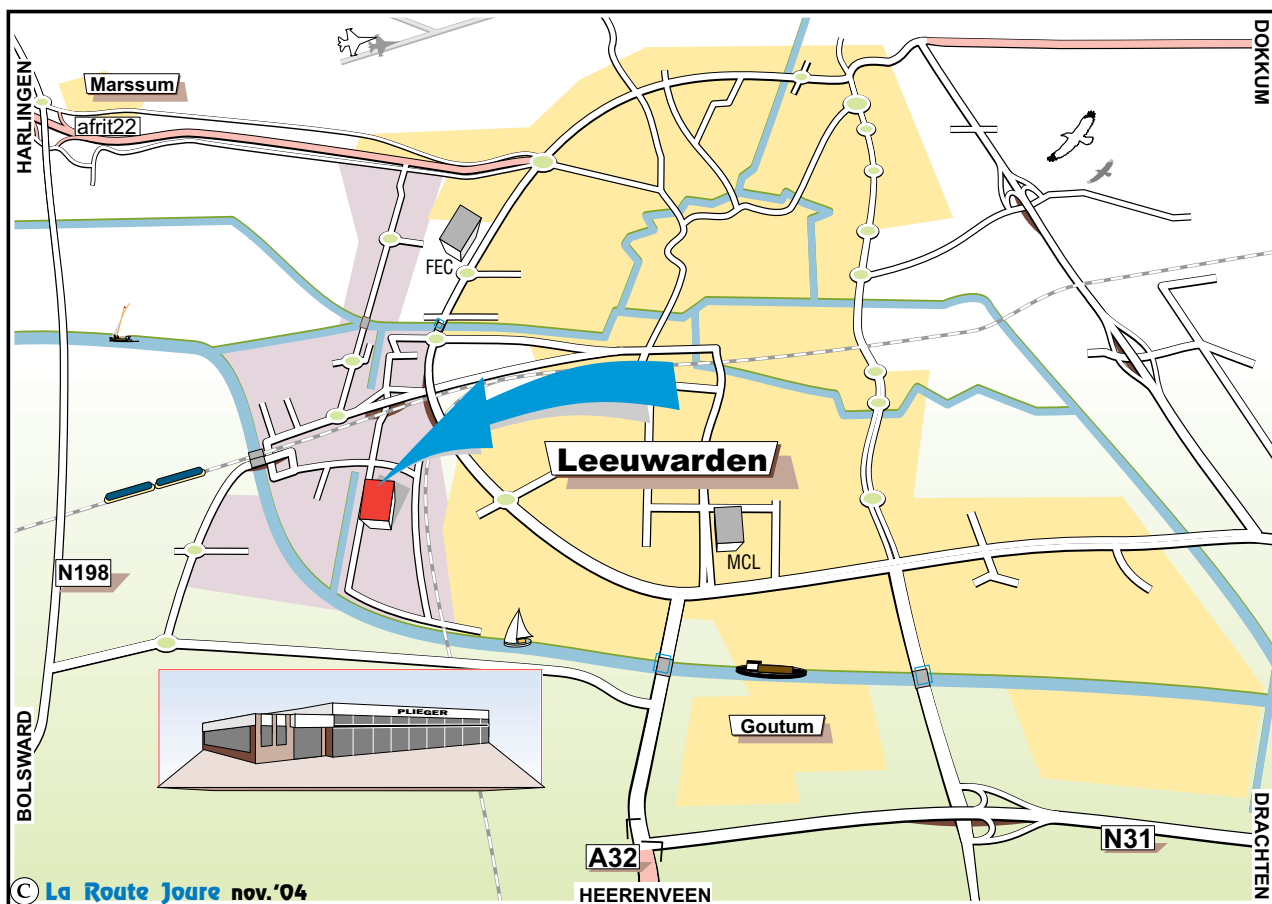 DOKKUM
HARLINGEN
Marssum
afrit22
FEC
Leeuwarden
MCL
N198
PLIEGER
Goutum
BOLSWARD
DRACHTEN
N31
A32
HEERENVEEN
© La Route Joure nov.'04